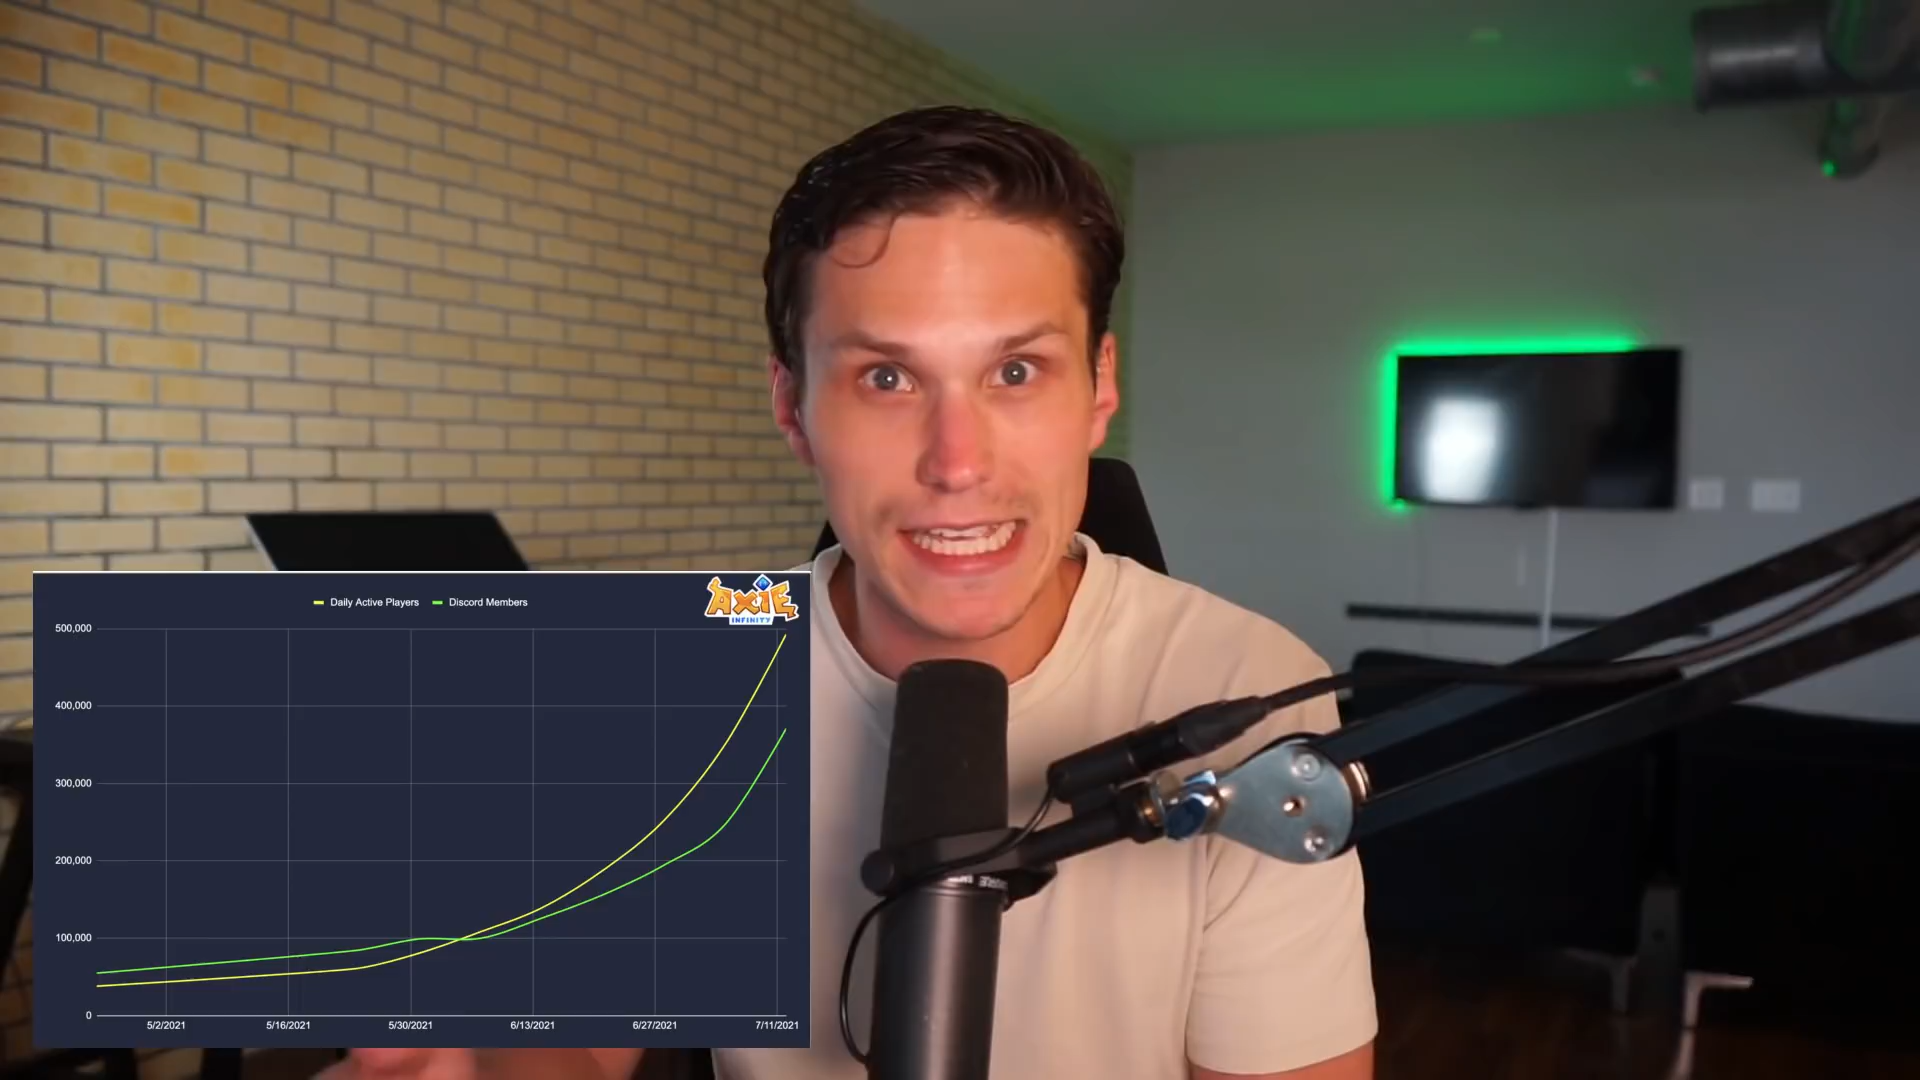 Daily Active Players Discord Members
AXIE
INFINITY
500,000
400,000
300,000
200,000
100,000
0
5/2/2021 5/16/2021 5/30/2021 6/13/2021 6/27/2021 7/11/2021